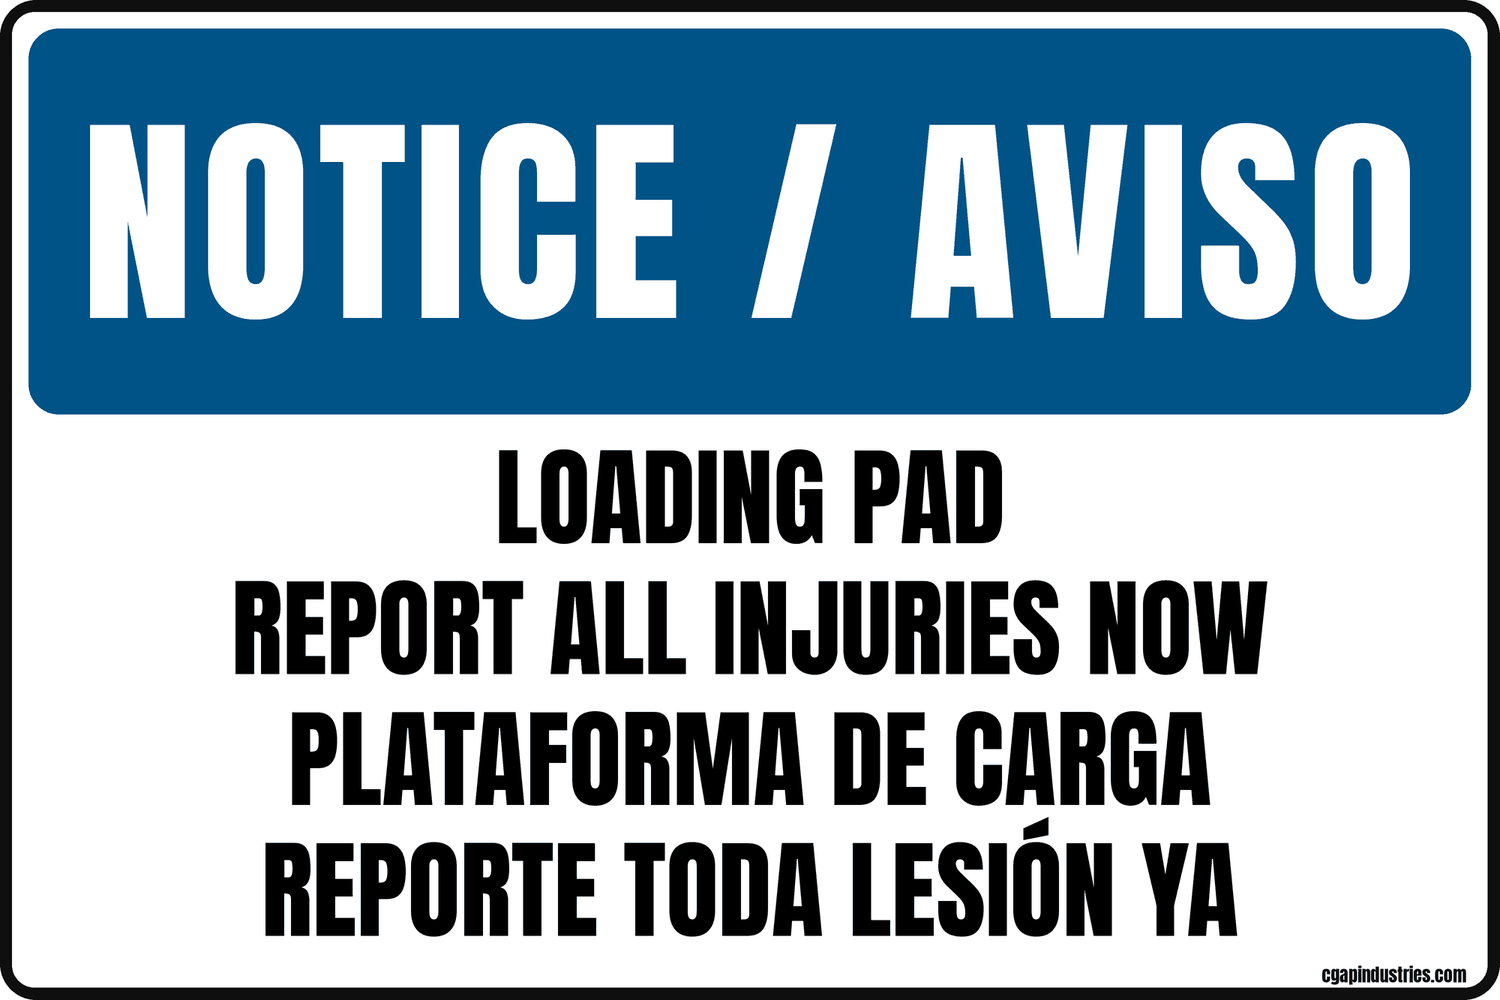 NOTICE / AVISO
LOADING PAD
REPORT ALL INJURIES NOW
PLATAFORMA DE CARGA
REPORTE TODA LESIÓN YA
cgapindustries.com